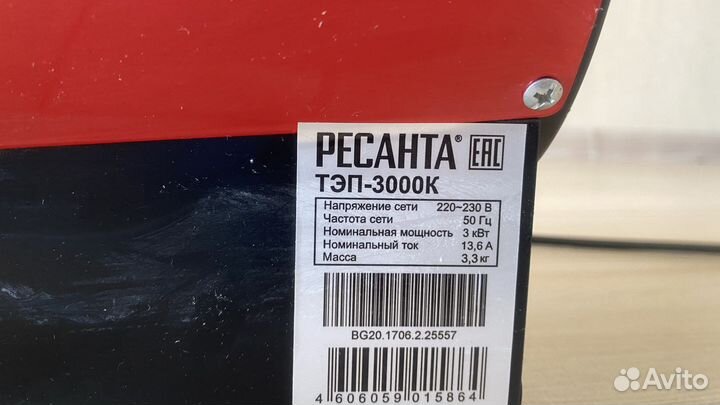 РЕСАНТА® EAC
ТЭП-3000К
Напряжение сети 220~230 В
Частота сети 50 Гц
Номинальная мощность 3 кВт
Номинальный ток 13,6 А
Масса 3,3 кг
BG20.1706.2.25557
4 606059 015864
Avito